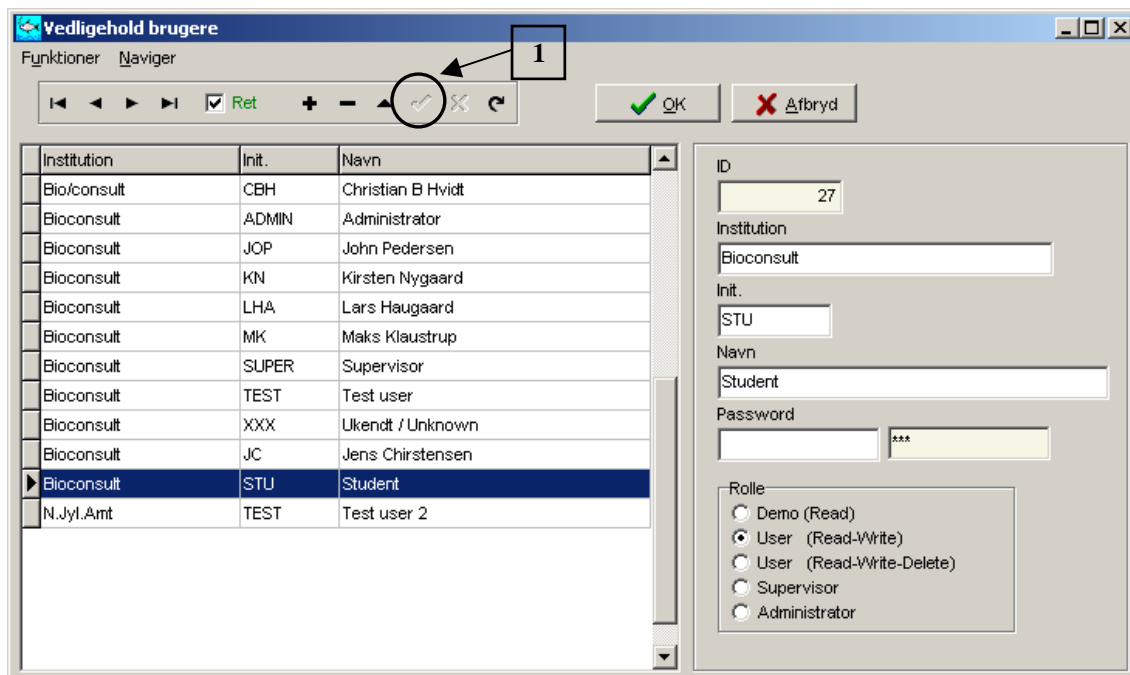 Vedligehold brugere
Funktioner Naviger
1
Ret
OK
Afbryd
Institution Init. Navn
Bio/consult CBH Christian B Hvidt
Bioconsult ADMIN Administrator
Bioconsult JOP John Pedersen
Bioconsult KN Kirsten Nygaard
Bioconsult LHA Lars Haugaard
Bioconsult MK Maks Klaustrup
Bioconsult SUPER Supervisor
Bioconsult TEST Test user
Bioconsult XXX Ukendt / Unknown
Bioconsult JC Jens Chirstensen
Bioconsult STU Student
N.Jyl.Amt TEST Test user 2
ID
27
Institution
Bioconsult
Init.
STU
Navn
Student
Password
***
Rolle
Demo (Read)
User (Read-Write)
User (Read-Write-Delete)
Supervisor
Administrator